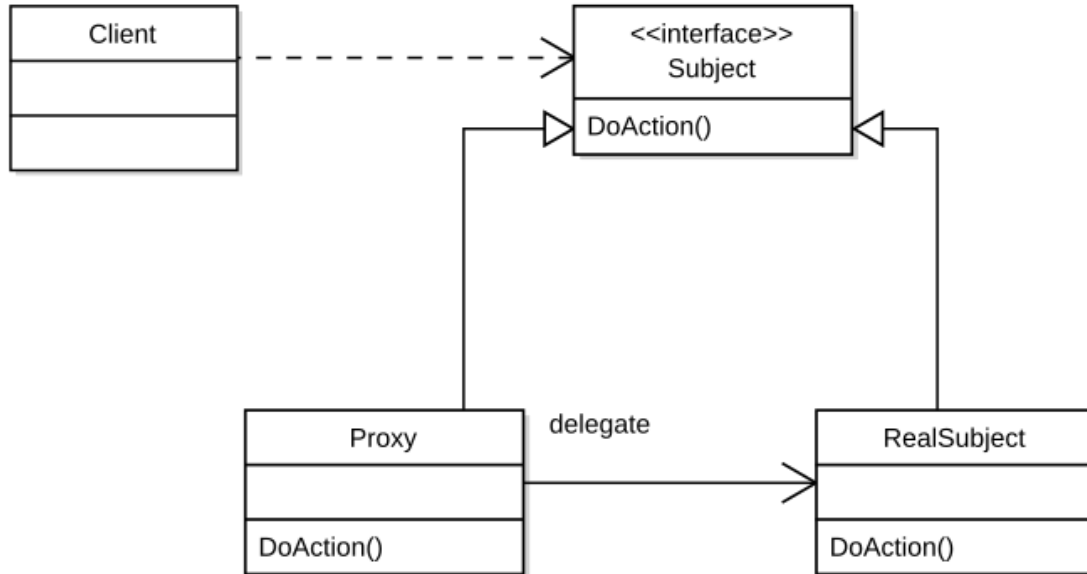 Client
<<interface>>
Subject
DoAction()
Proxy
delegate
RealSubject
DoAction()
DoAction()